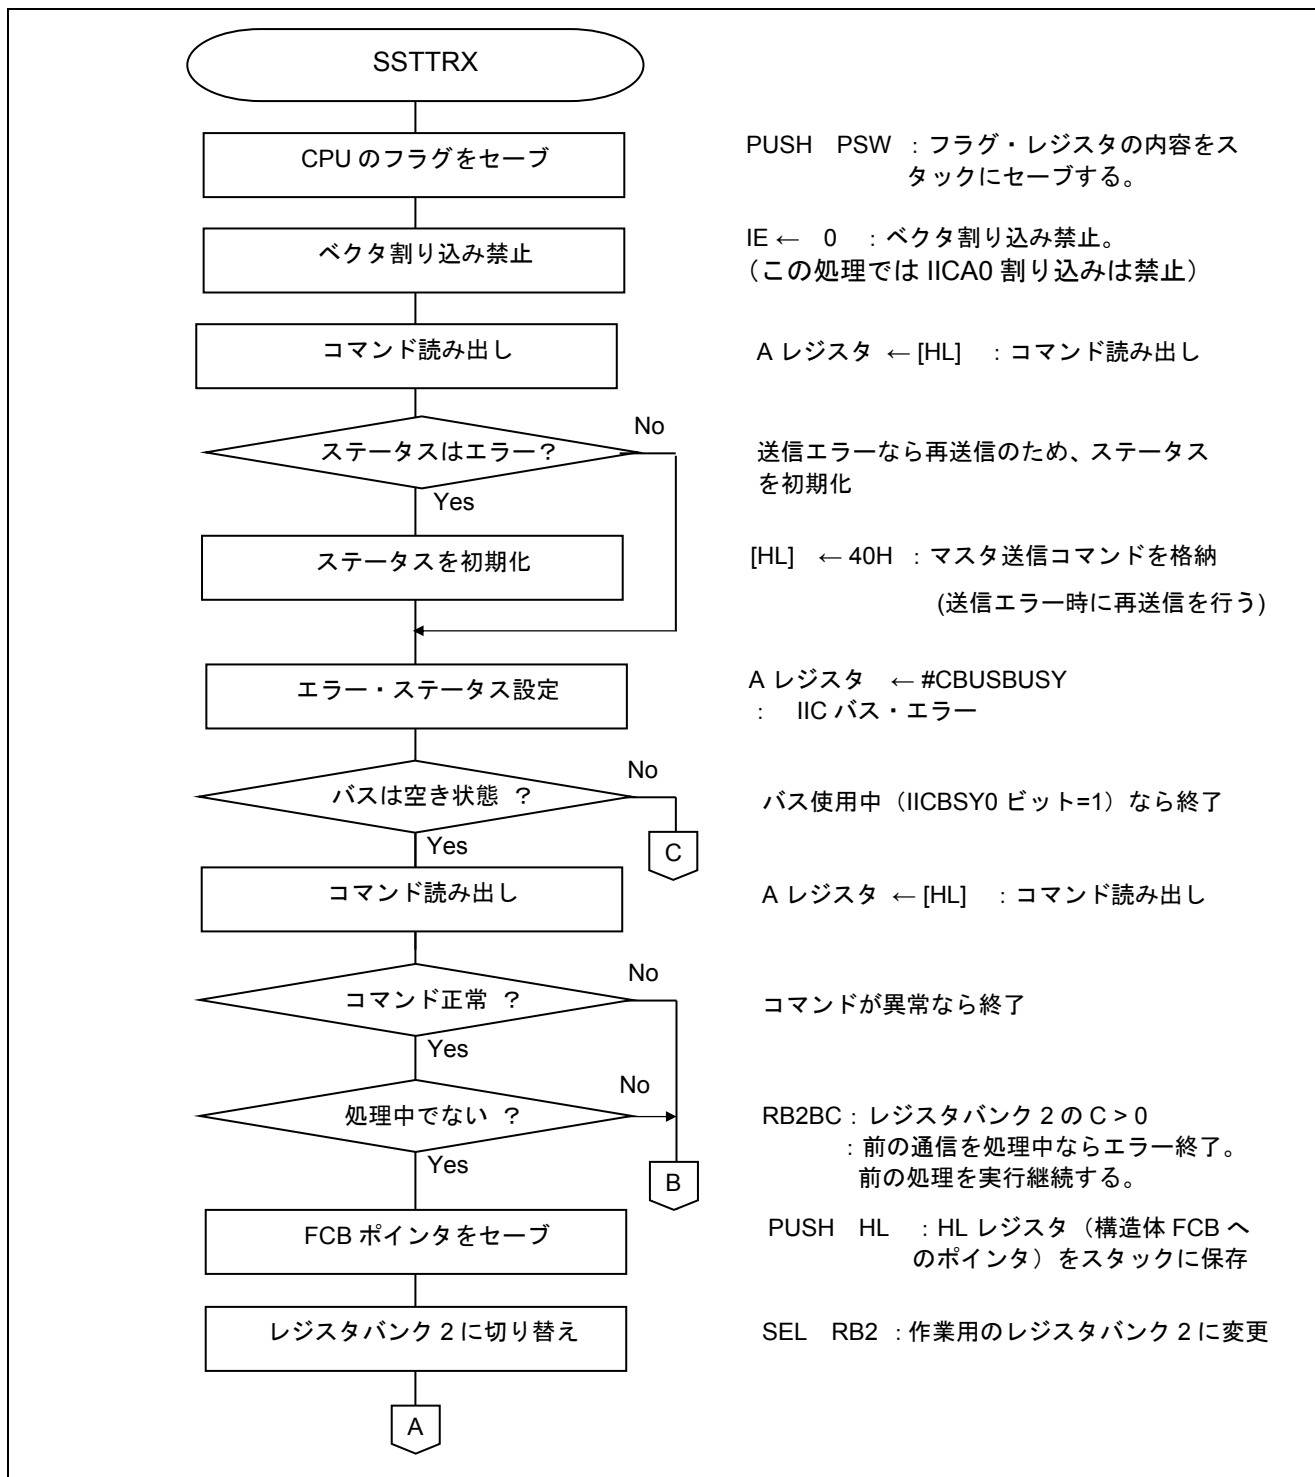 SSTTRX
CPU のフラグをセーブ
PUSH PSW ：フラグ・レジスタの内容をス
タックにセーブする。
ベクタ割り込み禁止
IE ← 0 ：ベクタ割り込み禁止。
（この処理では IICA0 割り込みは禁止）
コマンド読み出し
A レジスタ ← [HL] ：コマンド読み出し
ステータスはエラー？
No
送信エラーなら再送信のため、ステータス
を初期化
Yes
ステータスを初期化
[HL] ← 40H ：マスタ送信コマンドを格納
(送信エラー時に再送信を行う)
エラー・ステータス設定
A レジスタ ← #CBUSBUSY
： IIC バス・エラー
バスは空き状態 ？
No
バス使用中（IICBSY0 ビット=1）なら終了
Yes
C
コマンド読み出し
A レジスタ ← [HL] ：コマンド読み出し
コマンド正常 ？
No
コマンドが異常なら終了
Yes
処理中でない ？
No
RB2BC：レジスタバンク 2 の C > 0
：前の通信を処理中ならエラー終了。
前の処理を実行継続する。
Yes
B
FCB ポインタをセーブ
PUSH HL ：HL レジスタ（構造体 FCB へ
のポインタ）をスタックに保存
レジスタバンク 2 に切り替え
SEL RB2 ：作業用のレジスタバンク 2 に変更
A